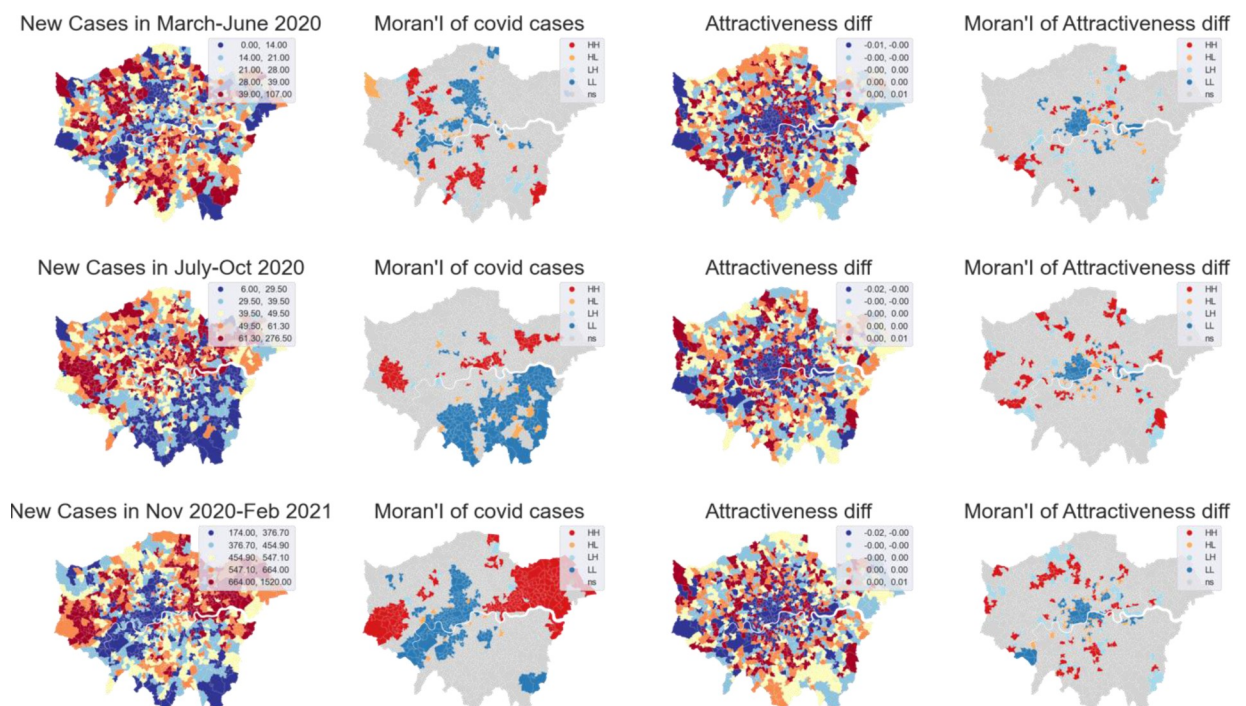 New Cases in March-June 2020
0.00, 14.00
14.00, 21.00
21.00, 28.00
28.00, 39.00
39.00, 107.00
Moran'I of covid cases
HH
HL
LH
LL
ns
Attractiveness diff
-0.01, -0.00
-0.00, -0.00
-0.00, 0.00
0.00, 0.00
0.00, 0.01
Moran'I of Attractiveness diff
HH
HL
LH
LL
ns
New Cases in July-Oct 2020
6.00, 29.50
29.50, 39.50
39.50, 49.50
49.50, 61.30
61.30, 276.50
Moran'I of covid cases
HH
HL
LH
LL
ns
Attractiveness diff
-0.02, -0.00
-0.00, -0.00
-0.00, 0.00
0.00, 0.00
0.00, 0.01
Moran'I of Attractiveness diff
HH
HL
LH
LL
ns
New Cases in Nov 2020-Feb 2021
174.00, 376.70
376.70, 454.90
454.90, 547.10
547.10, 664.00
664.00, 1520.00
Moran'I of covid cases
HH
HL
LH
LL
ns
Attractiveness diff
-0.02, -0.00
-0.00, -0.00
-0.00, 0.00
0.00, 0.00
0.00, 0.01
Moran'I of Attractiveness diff
HH
HL
LH
LL
ns